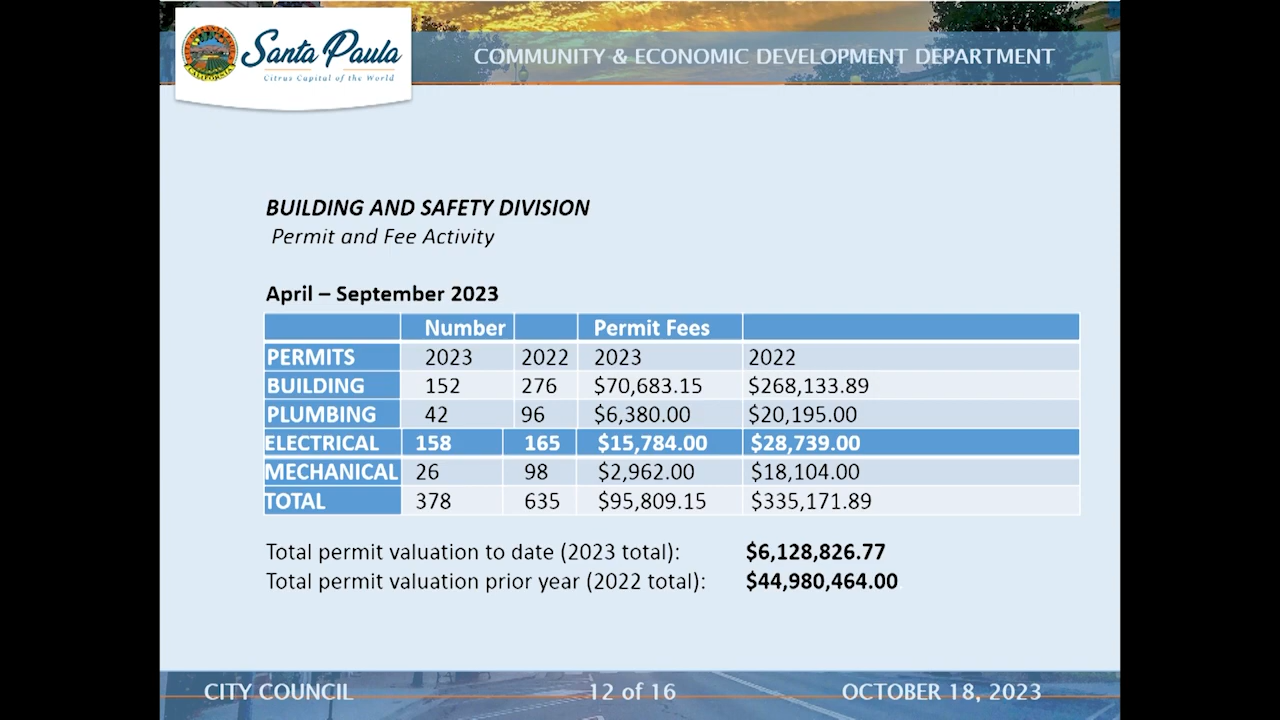 Santa Paula
Citrus Capital of the World
CALIFORNIA
COMMUNITY & ECONOMIC DEVELOPMENT DEPARTMENT
BUILDING AND SAFETY DIVISION
Permit and Fee Activity
April – September 2023
Number Permit Fees
PERMITS 2023 2022 2023 2022
BUILDING 152 276 $70,683.15 $268,133.89
PLUMBING 42 96 $6,380.00 $20,195.00
ELECTRICAL 158 165 $15,784.00 $28,739.00
MECHANICAL 26 98 $2,962.00 $18,104.00
TOTAL 378 635 $95,809.15 $335,171.89
Total permit valuation to date (2023 total): $6,128,826.77
Total permit valuation prior year (2022 total): $44,980,464.00
CITY COUNCIL 12 of 16 OCTOBER 18, 2023